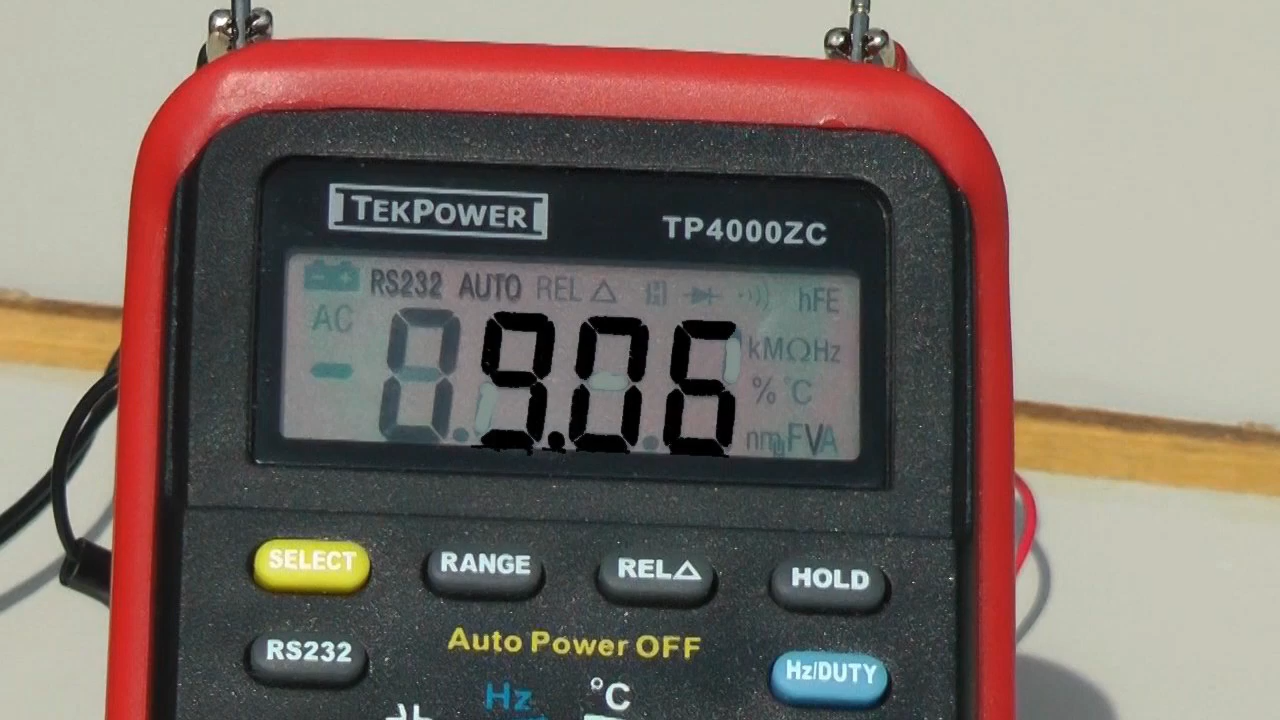 TEKPOWER
TP4000ZC
RS232 AUTO REL △ hFE
AC
9.06
kMΩHz
% °C
FVA
SELECT RANGE REL△ HOLD
RS232 Auto Power OFF Hz/DUTY
Hz °C